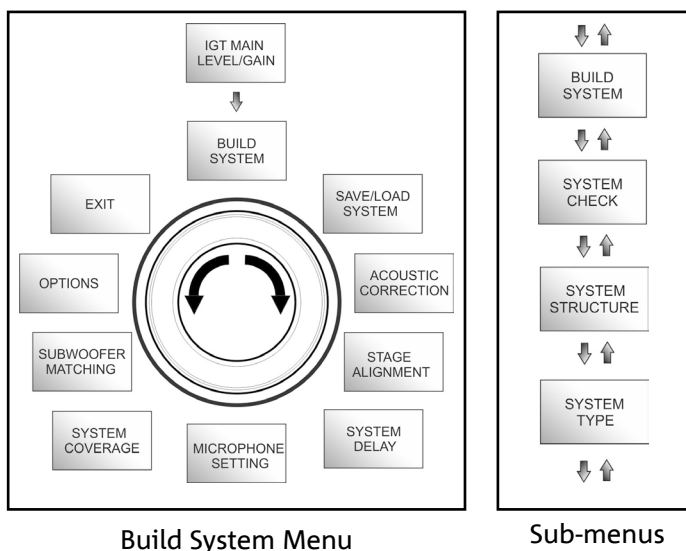 IGT MAIN
LEVEL/GAIN
BUILD
SYSTEM
SAVE/LOAD
SYSTEM
ACOUSTIC
CORRECTION
STAGE
ALIGNMENT
SYSTEM
DELAY
MICROPHONE
SETTING
SYSTEM
COVERAGE
SUBWOOFER
MATCHING
OPTIONS
EXIT
Build System Menu
BUILD
SYSTEM
SYSTEM
CHECK
SYSTEM
STRUCTURE
SYSTEM
TYPE
Sub-menus